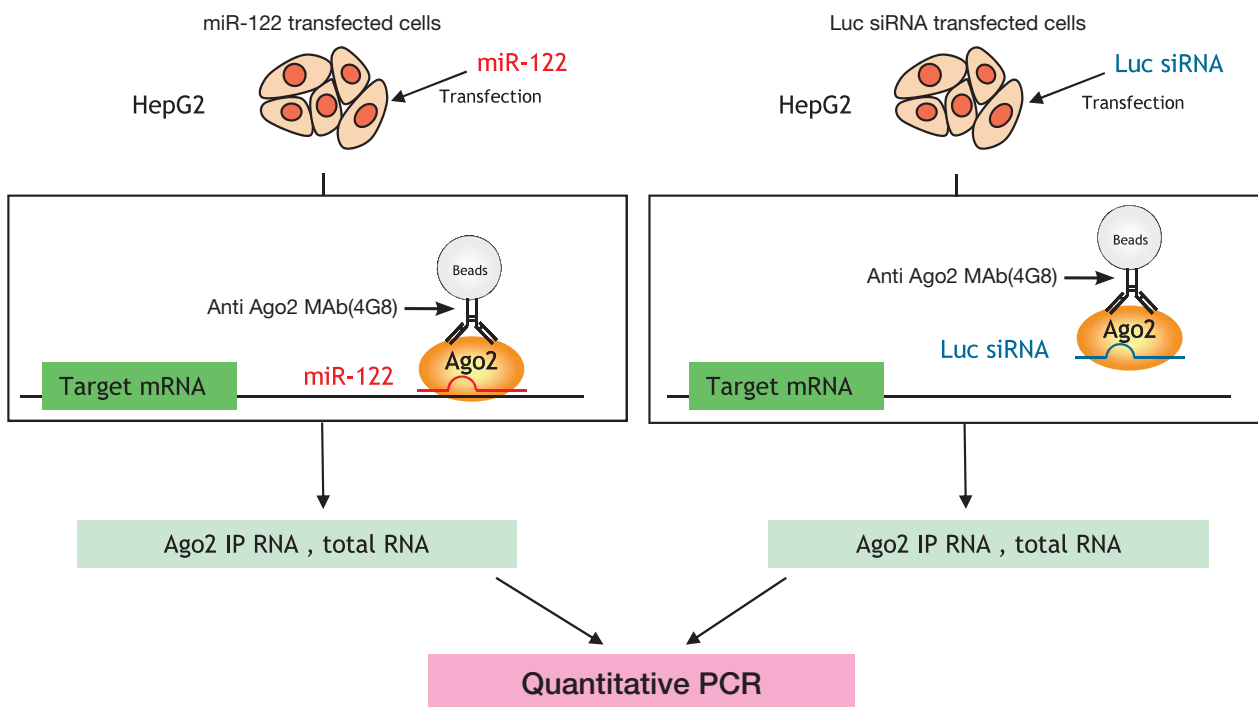 miR-122 transfected cells
miR-122
Transfection
HepG2
Beads
Anti Ago2 MAb(4G8)
Ago2
miR-122
Target mRNA
Ago2 IP RNA , total RNA
Luc siRNA transfected cells
Luc siRNA
Transfection
HepG2
Beads
Anti Ago2 MAb(4G8)
Ago2
Luc siRNA
Target mRNA
Ago2 IP RNA , total RNA
Quantitative PCR